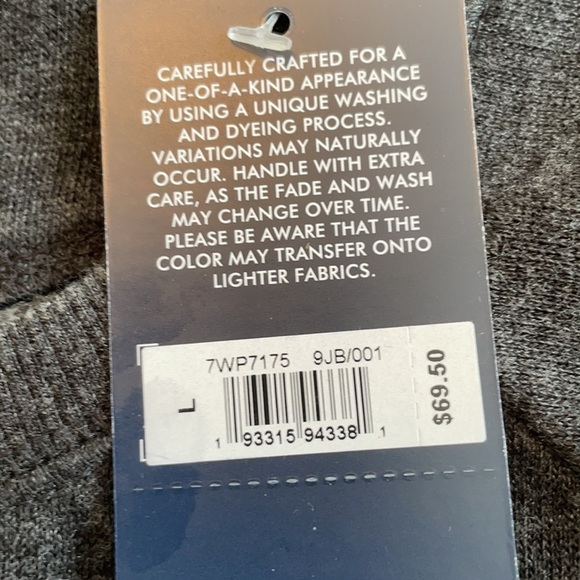 CAREFULLY CRAFTED FOR A
ONE-OF-A-KIND APPEARANCE
BY USING A UNIQUE WASHING
AND DYEING PROCESS.
VARIATIONS MAY NATURALLY
OCCUR. HANDLE WITH EXTRA
CARE, AS THE FADE AND WASH
MAY CHANGE OVER TIME.
PLEASE BE AWARE THAT THE
COLOR MAY TRANSFER ONTO
LIGHTER FABRICS.
7WP7175 9JB/001
L
1 93315 94338 1
$69.50